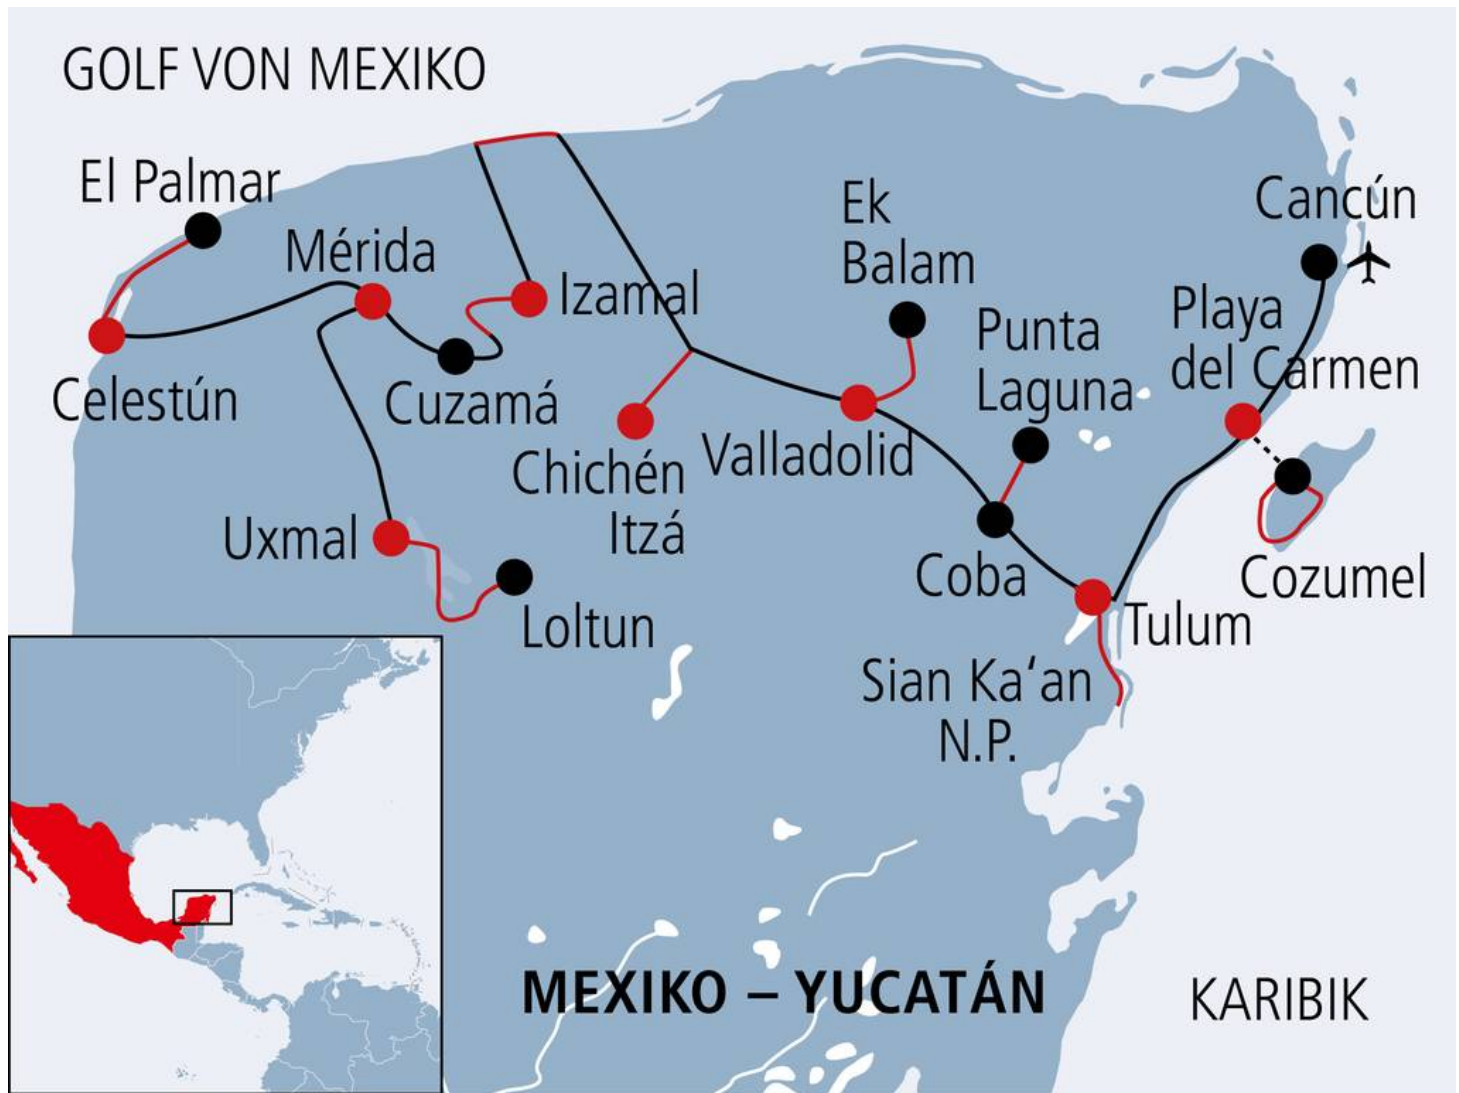 GOLF VON MEXIKO
El Palmar
Mérida
Celestún
Cuzamá
Izamal
Ek
Balam
Cancún
Punta
Laguna
Playa
del Carmen
Chichén
Itzá
Valladolid
Uxmal
Loltun
Coba
Cozumel
Tulum
Sian Ka‘an
N.P.
MEXIKO – YUCATÁN
KARIBIK